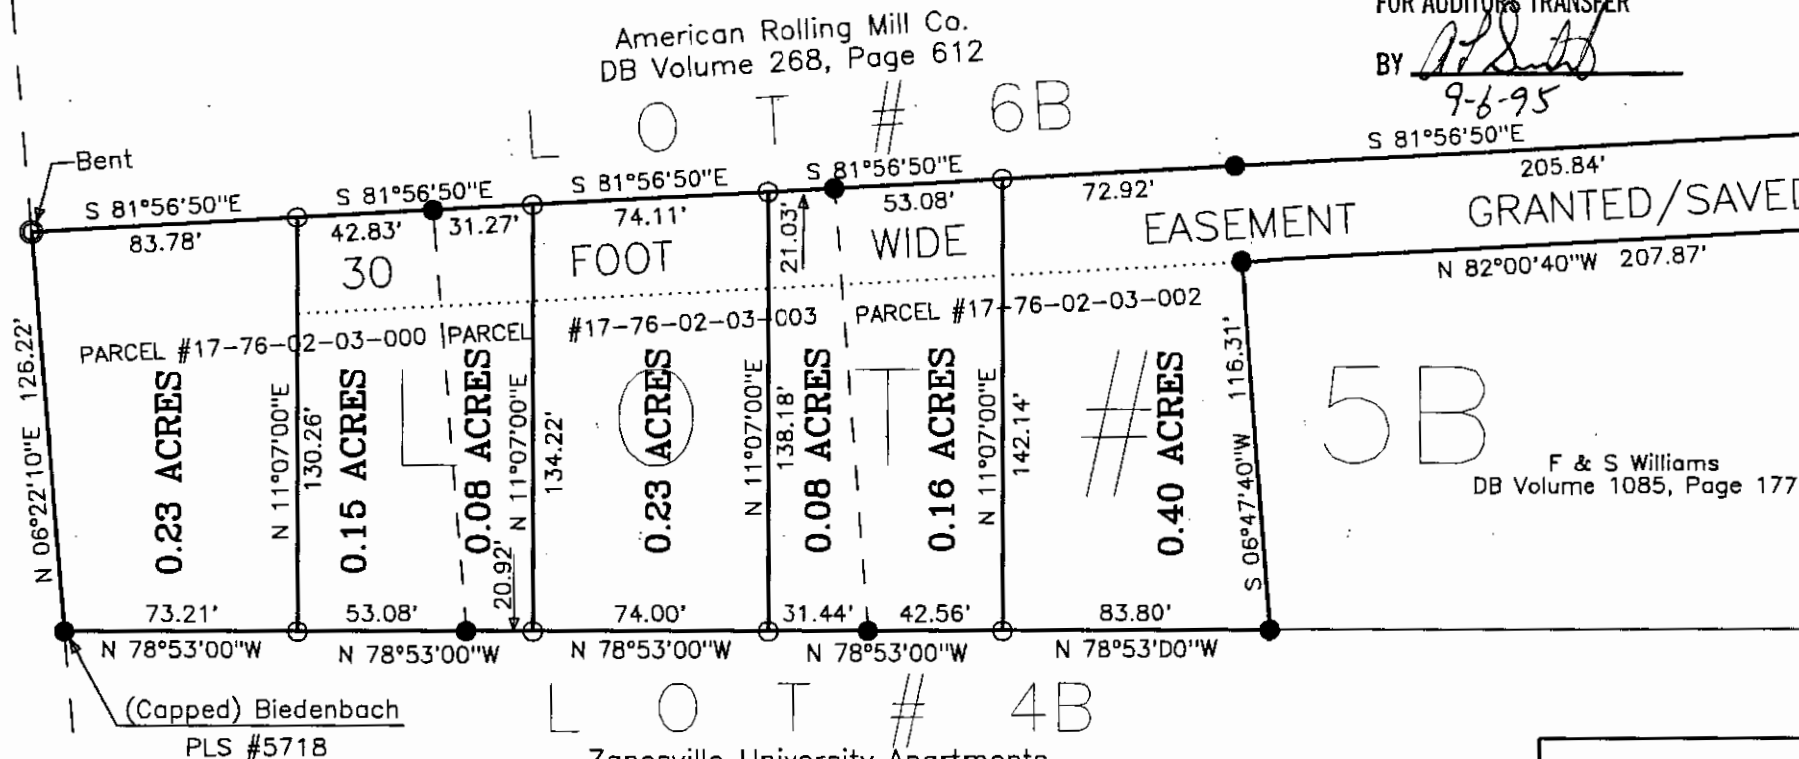 FOR AUDITORS TRANSFER
BY
9-6-95
American Rolling Mill Co.
DB Volume 268, Page 612
LOT # 6B
Bent
S 81°56'50"E
S 81°56'50"E
S 81°56'50"E
S 81°56'50"E
S 81°56'50"E
83.78'
42.83'
31.27'
74.11'
21.03'
53.08'
72.92'
205.84'
30 FOOT WIDE EASEMENT GRANTED/SAVED
N 82°00'40"W 207.87'
PARCEL #17-76-02-03-000
PARCEL #17-76-02-03-003
PARCEL #17-76-02-03-002
N 06°22'10"E 126.22'
0.23 ACRES
N 11°07'00"E
130.26'
0.15 ACRES
0.08 ACRES
N 11°07'00"E
134.22'
0.23 ACRES
N 11°07'00"E
138.18'
0.08 ACRES
0.16 ACRES
N 11°07'00"E
142.14'
0.40 ACRES
S 06°47'40"W 116.31'
LOT # 5B
F & S Williams
DB Volume 1085, Page 177
73.21'
53.08'
20.92'
74.00'
31.44'
42.56'
83.80'
N 78°53'00"W
N 78°53'00"W
N 78°53'00"W
N 78°53'00"W
N 78°53'D0"W
LOT # 4B
(Capped) Biedenbach
PLS #5718
Zanesville University Apartments